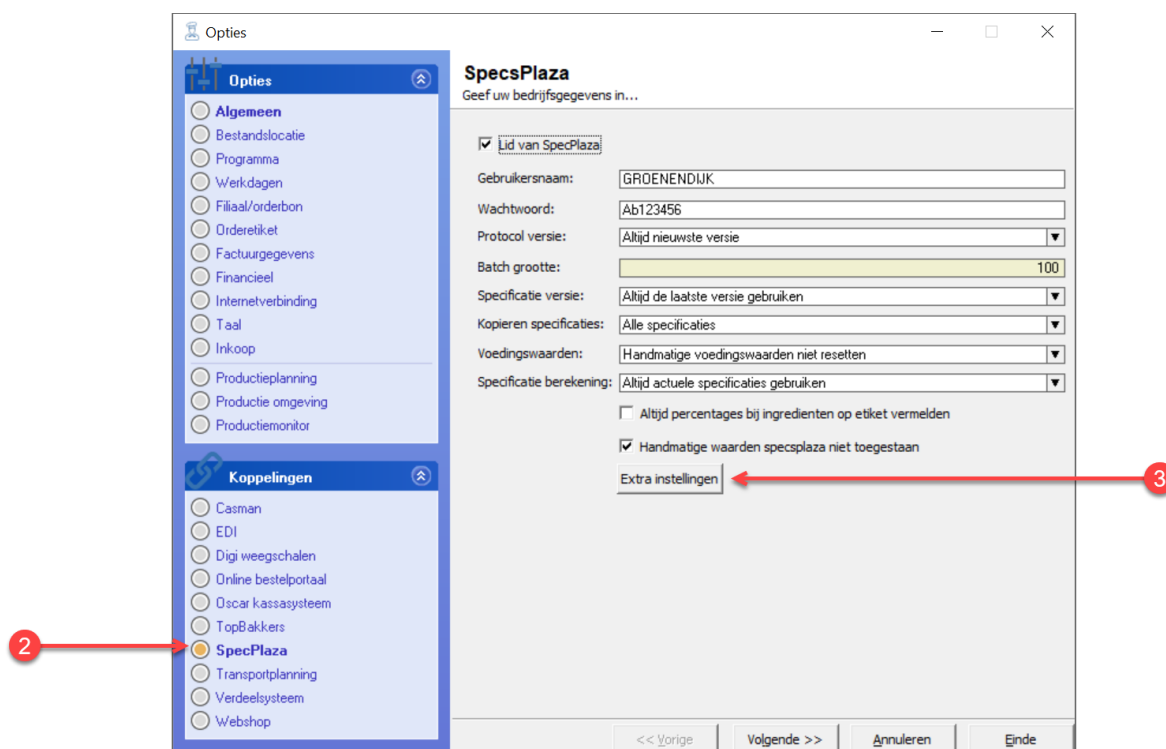 Opties
Opties
Algemeen
Bestandslocatie
Programma
Werkdagen
Filiaal/orderbon
Orderetiket
Factuurgegevens
Financieel
Internetverbinding
Taal
Inkoop
Productieplanning
Productie omgeving
Productiemonitor
Koppelingen
Casman
EDI
Digi weegschalen
Online bestelportaal
Oscar kassasysteem
TopBakkers
2
SpecPlaza
Transportplanning
Verdeelsysteem
Webshop
SpecsPlaza
Geef uw bedrijfsgegevens in...
Lid van SpecPlaza
Gebruikersnaam: GROENENDIJK
Wachtwoord: Ab123456
Protocol versie: Altijd nieuwste versie
Batch grootte: 100
Specificatie versie: Altijd de laatste versie gebruiken
Kopieren specificaties: Alle specificaties
Voedingswaarden: Handmatige voedingswaarden niet resetten
Specificatie berekening: Altijd actuele specificaties gebruiken
Altijd percentages bij ingredienten op etiket vermelden
Handmatige waarden specsplaza niet toegestaan
Extra instellingen
3
<< Vorige Volgende >> Annuleren Einde